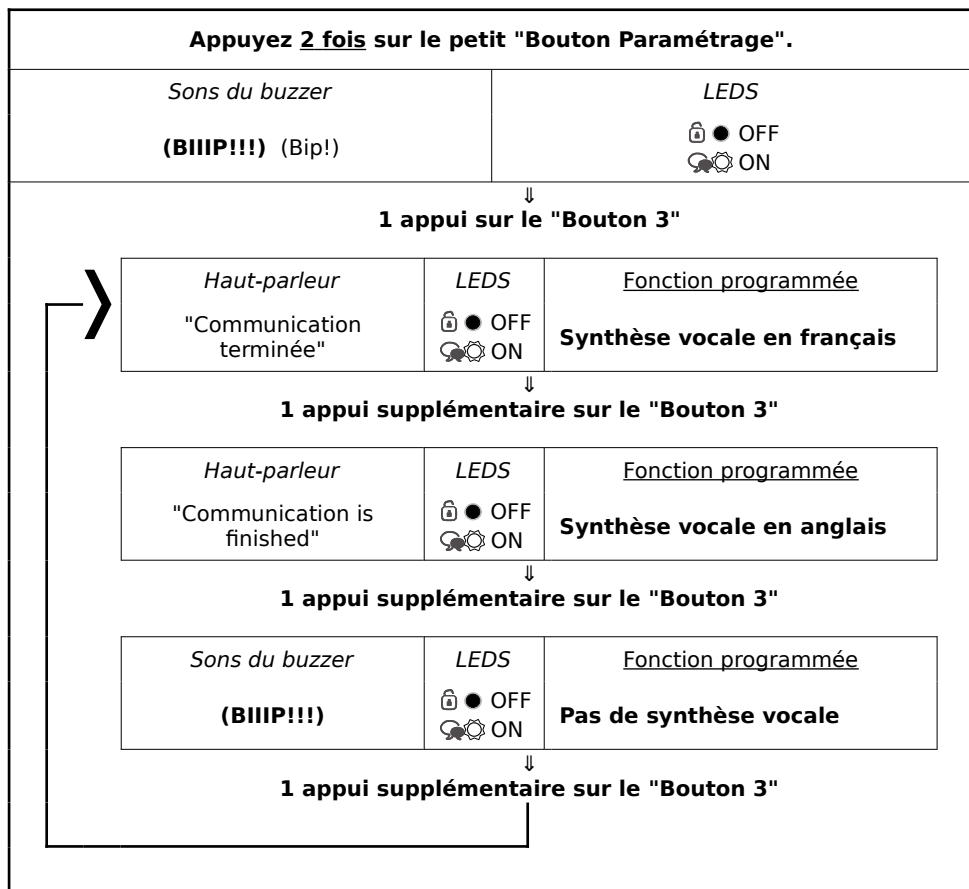 Appuyez 2 fois sur le petit "Bouton Paramétrage".
Sons du buzzer
LEDS
(BIIIP!!!) (Bip!)
OFF
ON
⇓
1 appui sur le "Bouton 3"
Haut-parleur
LEDS
Fonction programmée
"Communication
terminée"
OFF
ON
Synthèse vocale en français
⇓
1 appui supplémentaire sur le "Bouton 3"
Haut-parleur
LEDS
Fonction programmée
"Communication is
finished"
OFF
ON
Synthèse vocale en anglais
⇓
1 appui supplémentaire sur le "Bouton 3"
Sons du buzzer
LEDS
Fonction programmée
(BIIIP!!!)
OFF
ON
Pas de synthèse vocale
⇓
1 appui supplémentaire sur le "Bouton 3"